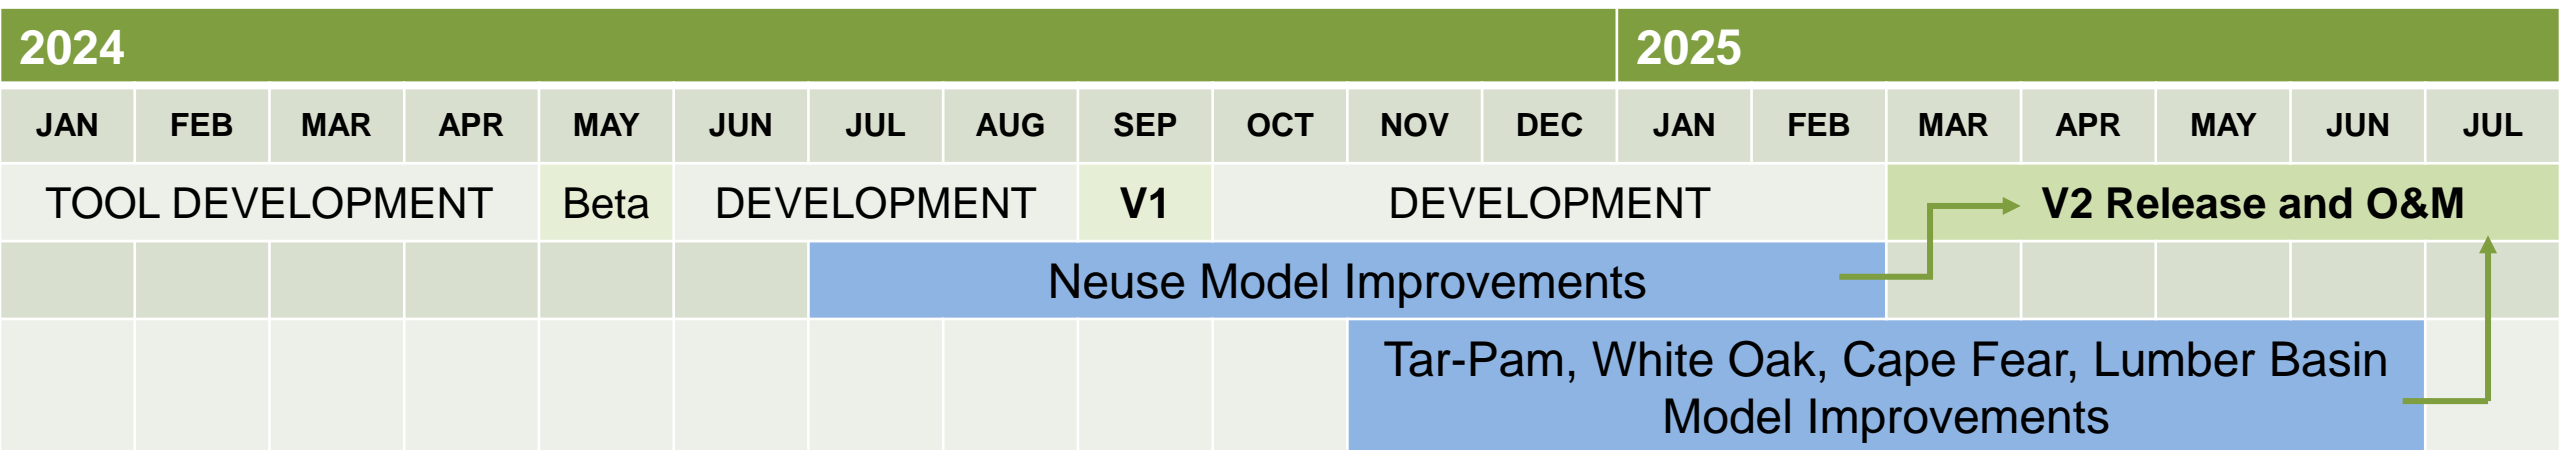 2024 2025
JAN FEB MAR APR MAY JUN JUL AUG SEP OCT NOV DEC JAN FEB MAR APR MAY JUN JUL
TOOL DEVELOPMENT Beta DEVELOPMENT V1 DEVELOPMENT V2 Release and O&M
Neuse Model Improvements
Tar-Pam, White Oak, Cape Fear, Lumber Basin
Model Improvements